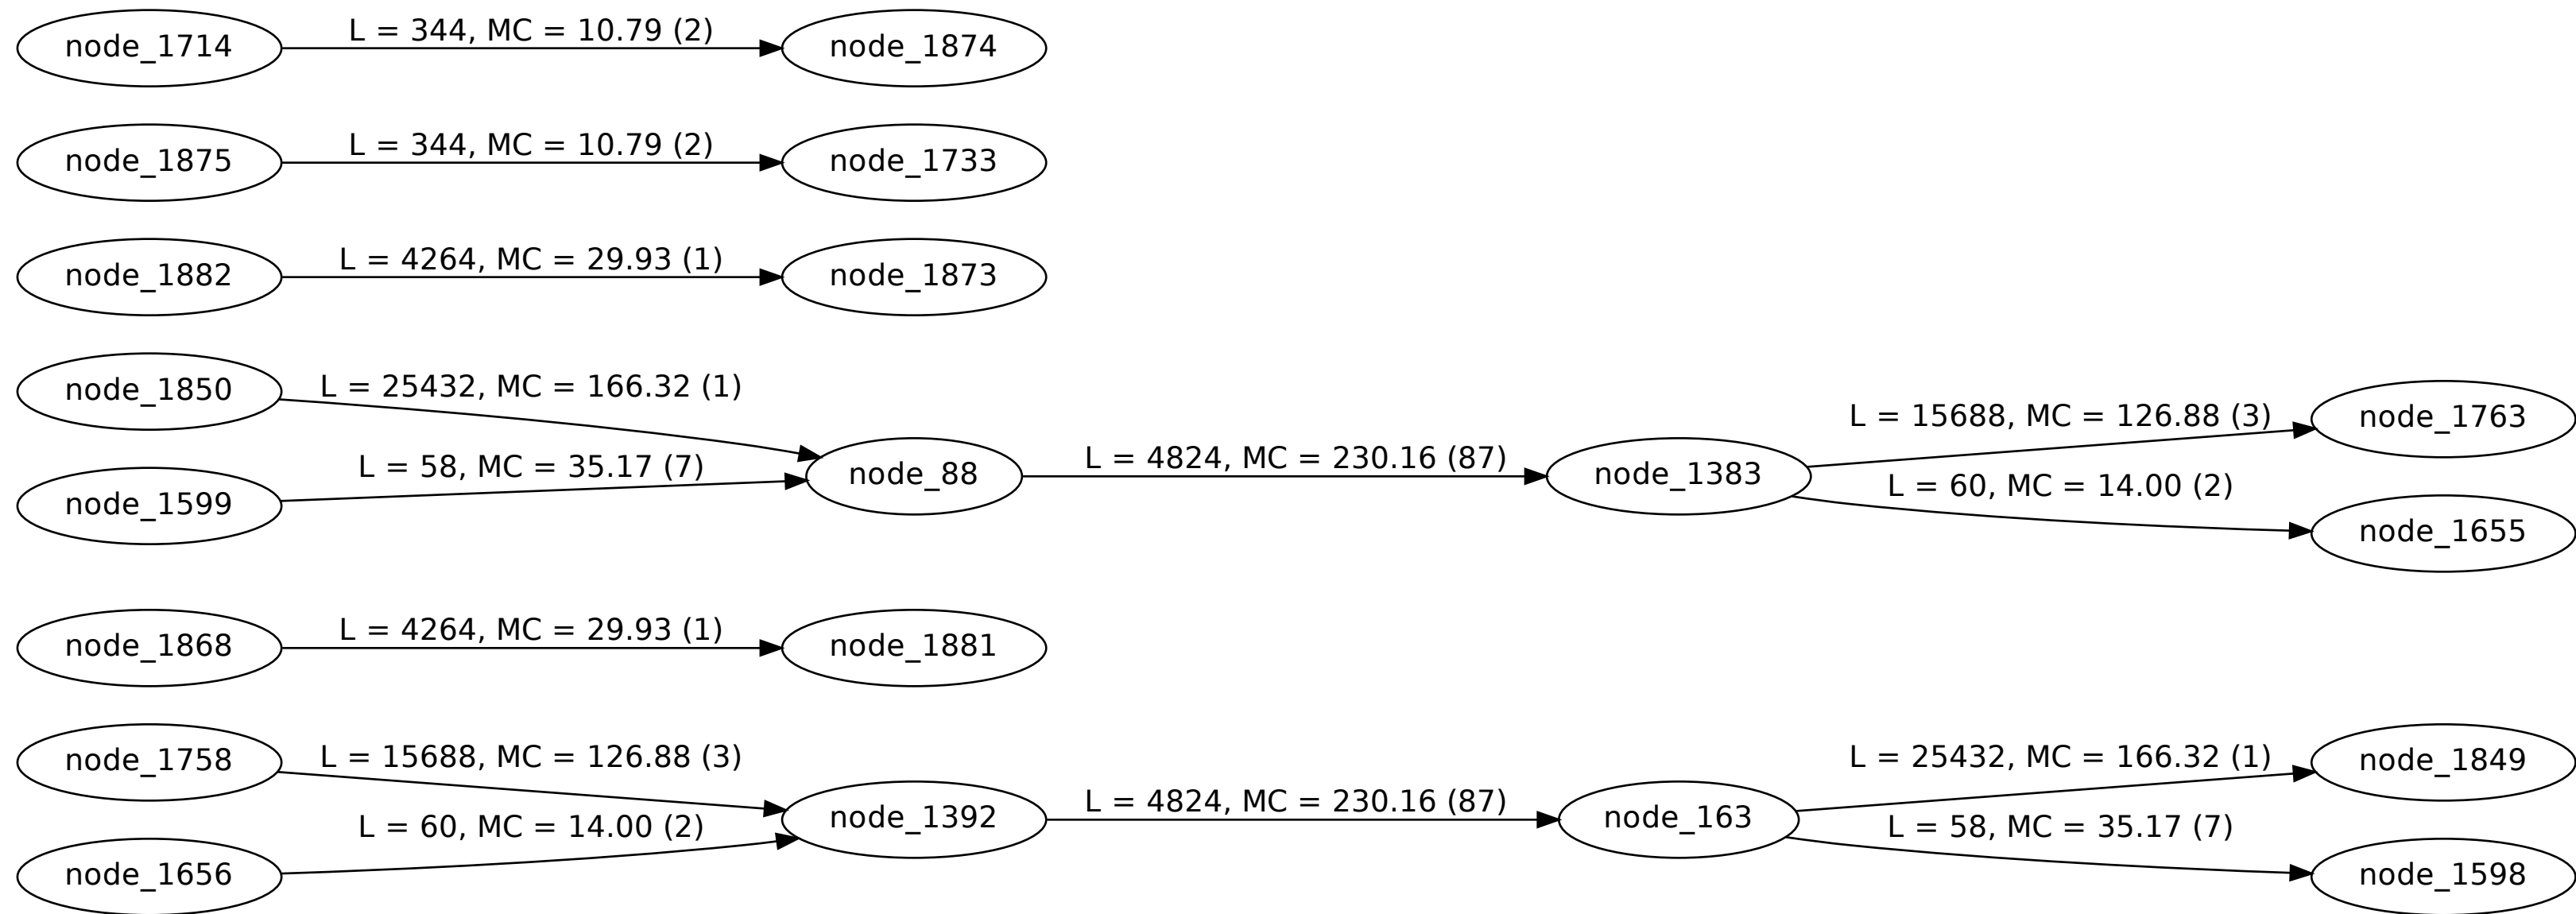 node_1714 L = 344, MC = 10.79 (2) node_1874
node_1875 L = 344, MC = 10.79 (2) node_1733
node_1882 L = 4264, MC = 29.93 (1) node_1873
node_1850 L = 25432, MC = 166.32 (1)
node_1599 L = 58, MC = 35.17 (7)
node_88 L = 4824, MC = 230.16 (87) node_1383
L = 15688, MC = 126.88 (3) node_1763
L = 60, MC = 14.00 (2) node_1655
node_1868 L = 4264, MC = 29.93 (1) node_1881
node_1758 L = 15688, MC = 126.88 (3)
node_1656 L = 60, MC = 14.00 (2)
node_1392 L = 4824, MC = 230.16 (87) node_163
L = 25432, MC = 166.32 (1) node_1849
L = 58, MC = 35.17 (7) node_1598